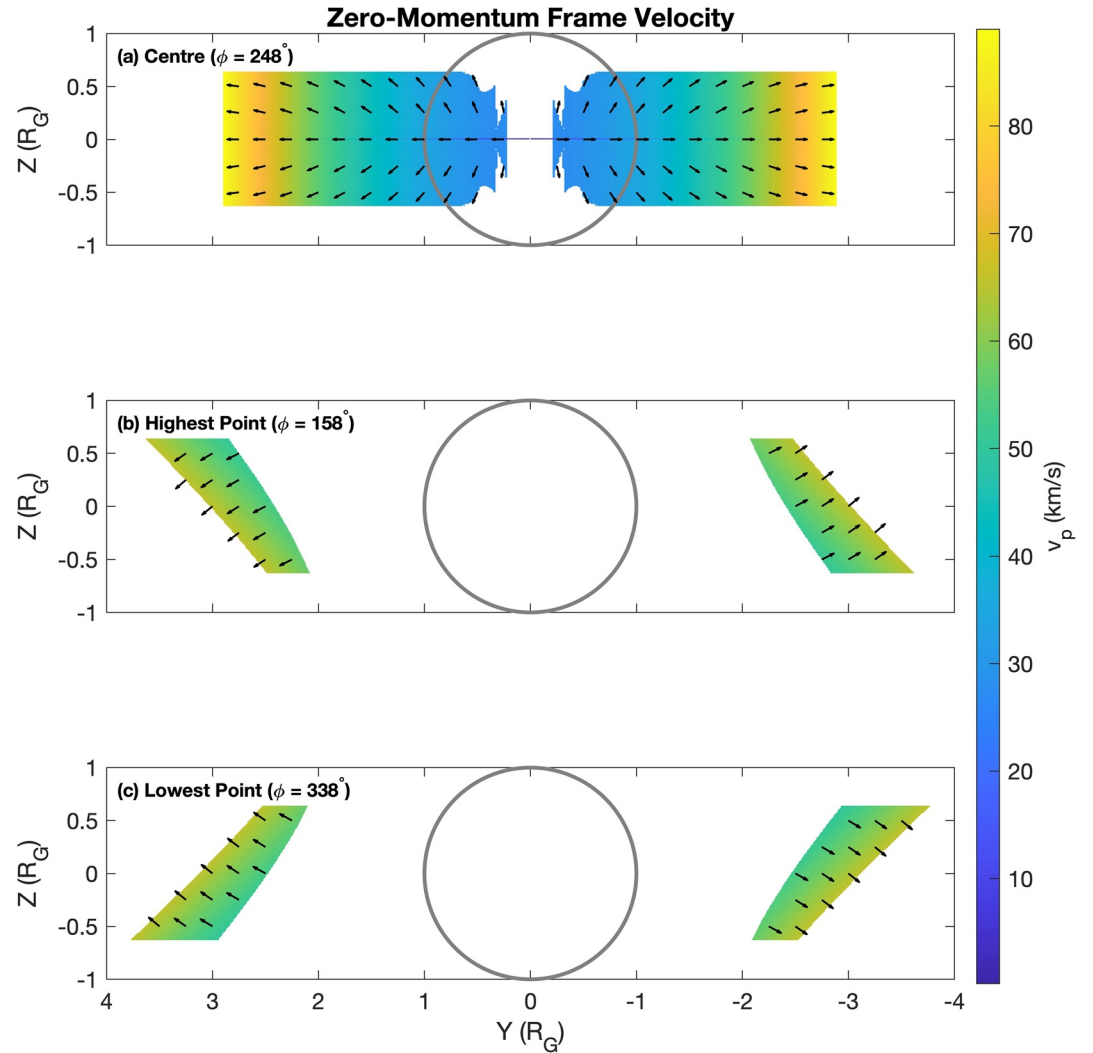 Zero-Momentum Frame Velocity
(a) Centre (ϕ = 248°)
1
0.5
0
-0.5
-1
Z (R_G)
(b) Highest Point (ϕ = 158°)
1
0.5
0
-0.5
-1
Z (R_G)
(c) Lowest Point (ϕ = 338°)
1
0.5
0
-0.5
-1
Z (R_G)
4 3 2 1 0 -1 -2 -3 -4
Y (R_G)
80
70
60
50
40
30
20
10
v_p (km/s)